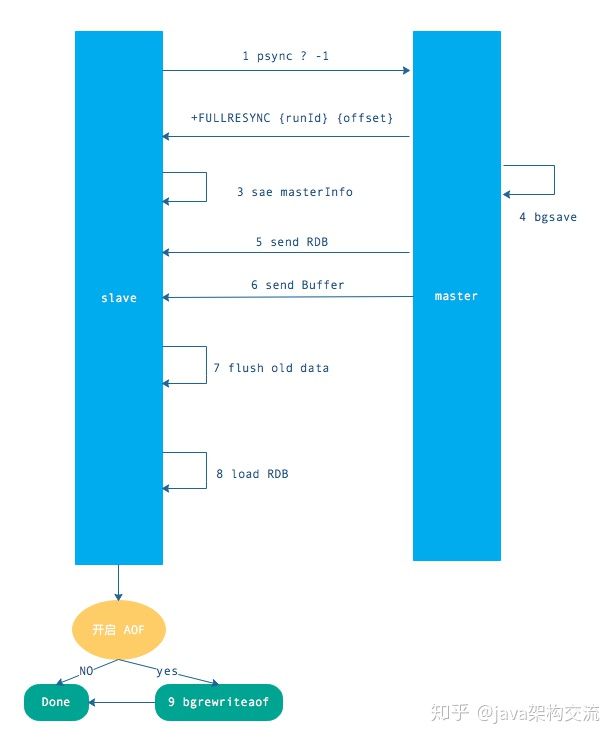 1 psync ? -1
+FULLRESYNC {runId} {offset}
3 sae masterInfo
4 bgsave
5 send RDB
6 send Buffer
slave
master
7 flush old data
8 load RDB
开启 AOF
NO
yes
Done
9 bgrewriteaof
知乎 @java架构交流